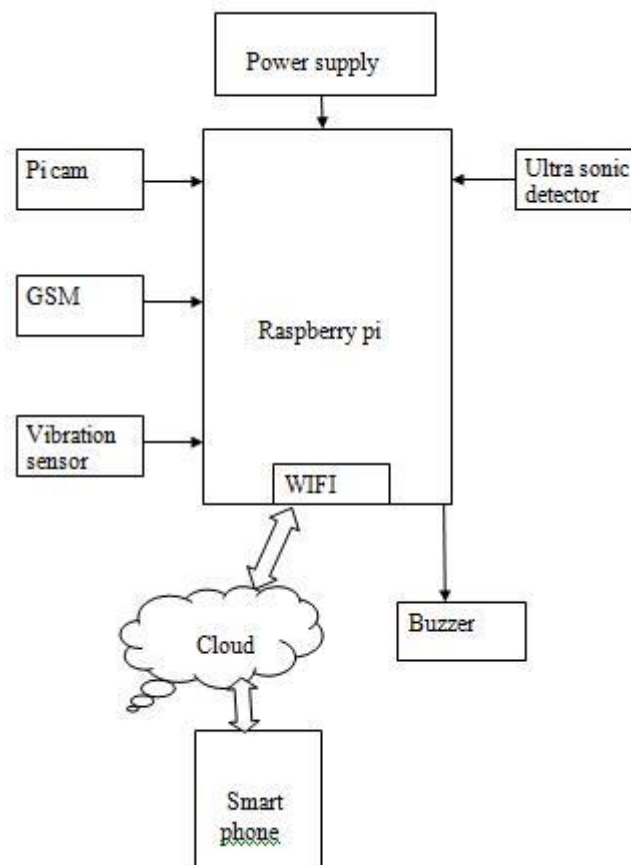 Power supply
Pi cam
Ultra sonic
detector
GSM
Raspberry pi
Vibration
sensor
WIFI
Buzzer
Cloud
Smart
phone